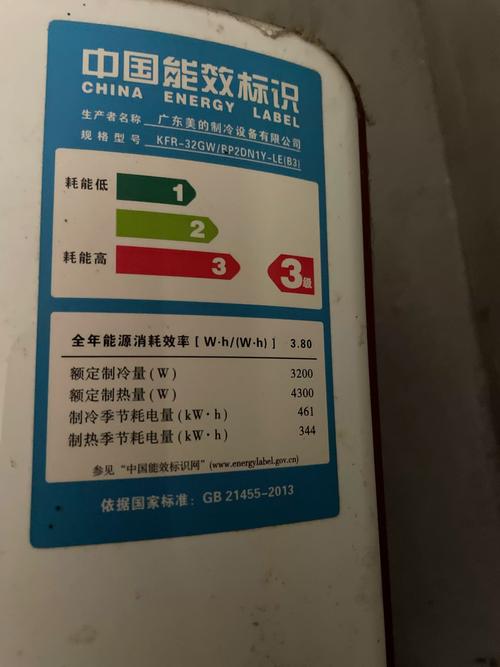 中国能效标识
CHINA ENERGY LABEL
生产者名称 广东美的制冷设备有限公司
规格型号 KFR-32GW/BP2DN1Y-LE(B3)
耗能低 1
2
耗能高 3 3级
全年能源消耗效率[W·h/(W·h)] 3.80
额定制冷量(W) 3200
额定制热量(W) 4300
制冷季节耗电量(kW·h) 461
制热季节耗电量(kW·h) 344
参见“中国能效标识网”(www.energylabel.gov.cn)
依据国家标准：GB 21455-2013